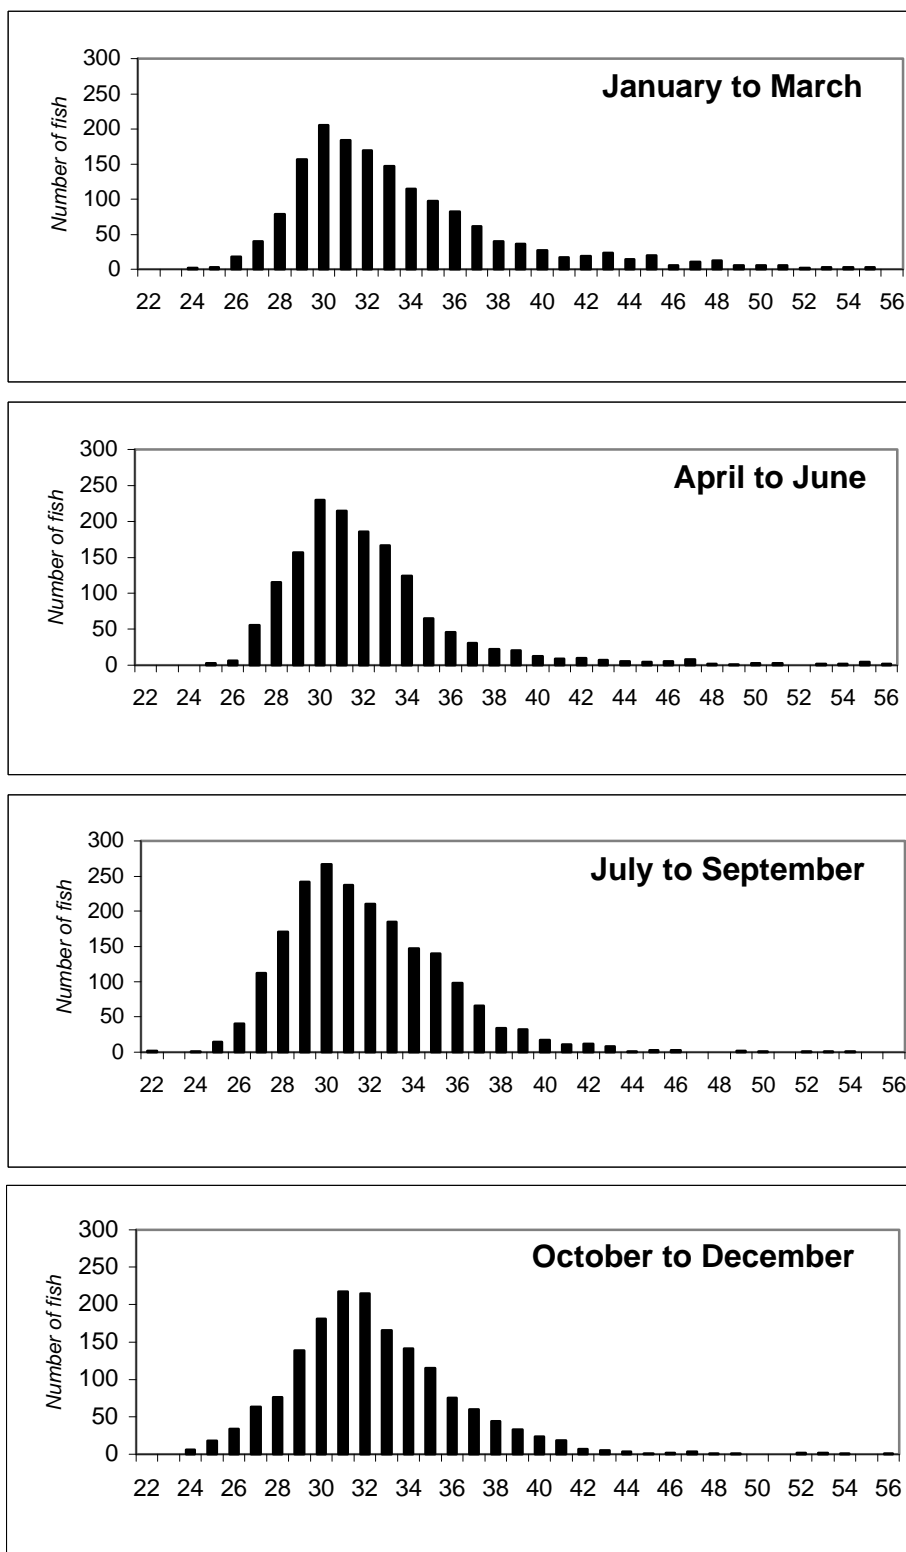 January to March
Number of fish
300
250
200
150
100
50
0
22 24 26 28 30 32 34 36 38 40 42 44 46 48 50 52 54 56
April to June
Number of fish
300
250
200
150
100
50
0
22 24 26 28 30 32 34 36 38 40 42 44 46 48 50 52 54 56
July to September
Number of fish
300
250
200
150
100
50
0
22 24 26 28 30 32 34 36 38 40 42 44 46 48 50 52 54 56
October to December
Number of fish
300
250
200
150
100
50
0
22 24 26 28 30 32 34 36 38 40 42 44 46 48 50 52 54 56